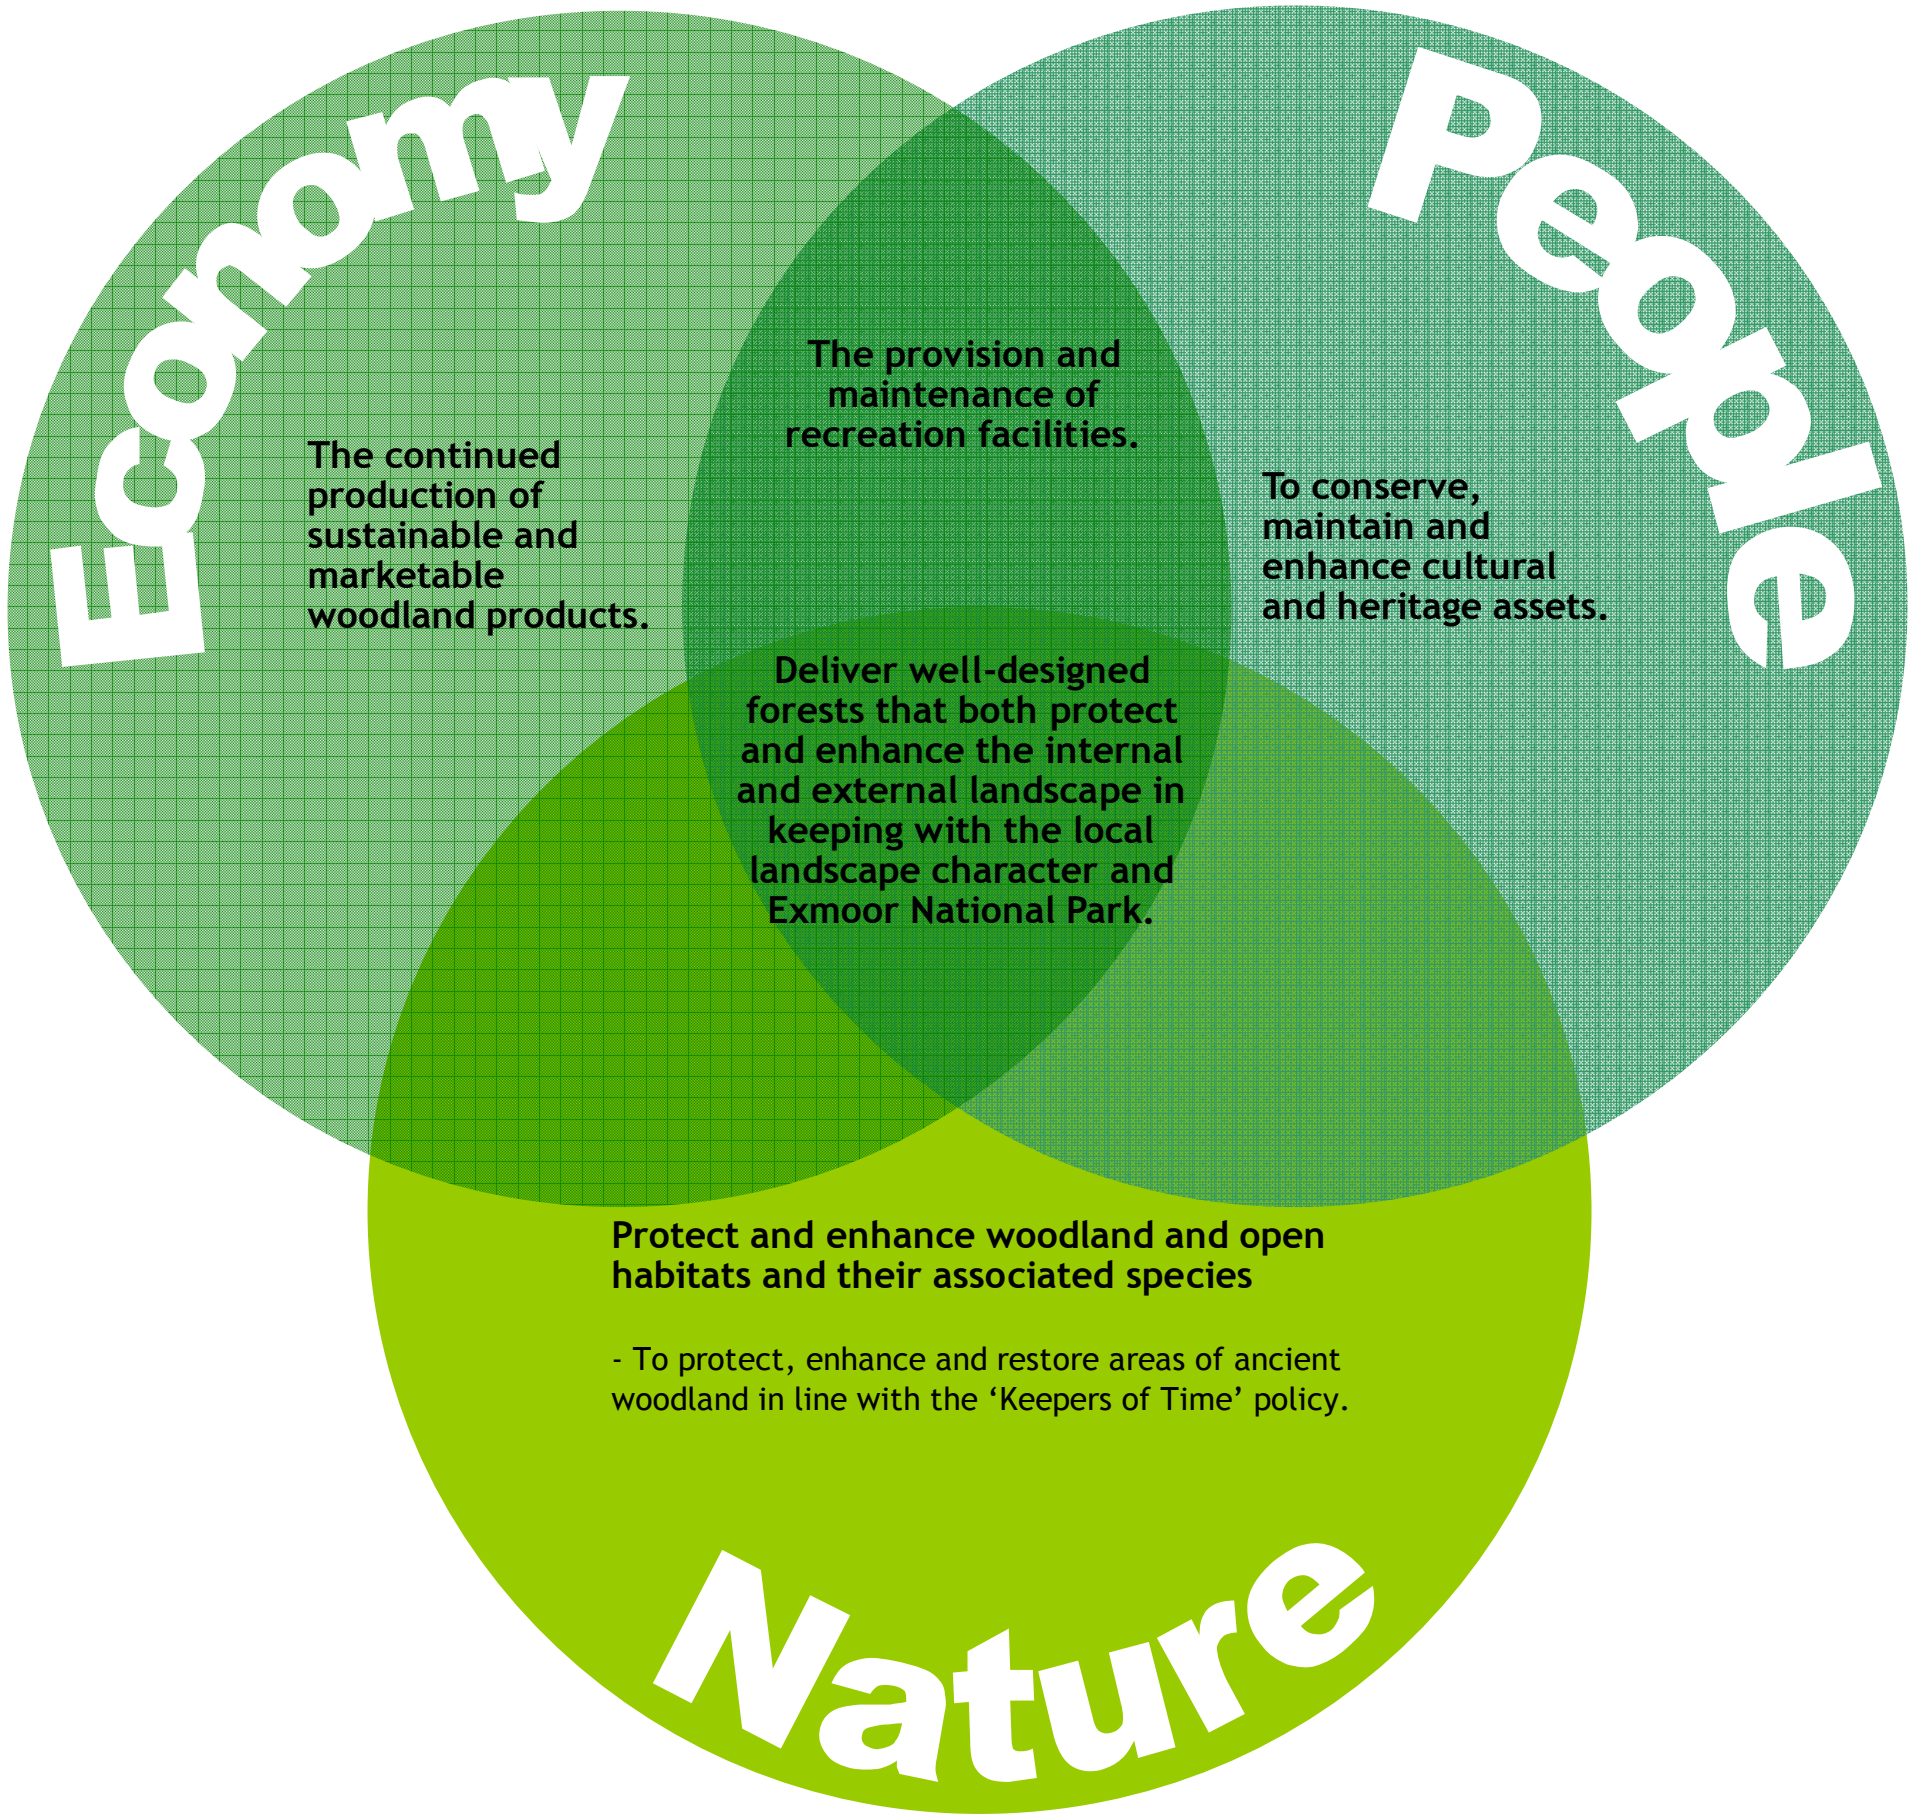 Economy
People
The provision and
maintenance of
recreation facilities.
The continued
production of
sustainable and
marketable
woodland products.
To conserve,
maintain and
enhance cultural
and heritage assets.
Deliver well-designed
forests that both protect
and enhance the internal
and external landscape in
keeping with the local
landscape character and
Exmoor National Park.
Protect and enhance woodland and open
habitats and their associated species
- To protect, enhance and restore areas of ancient
woodland in line with the ‘Keepers of Time’ policy.
Nature